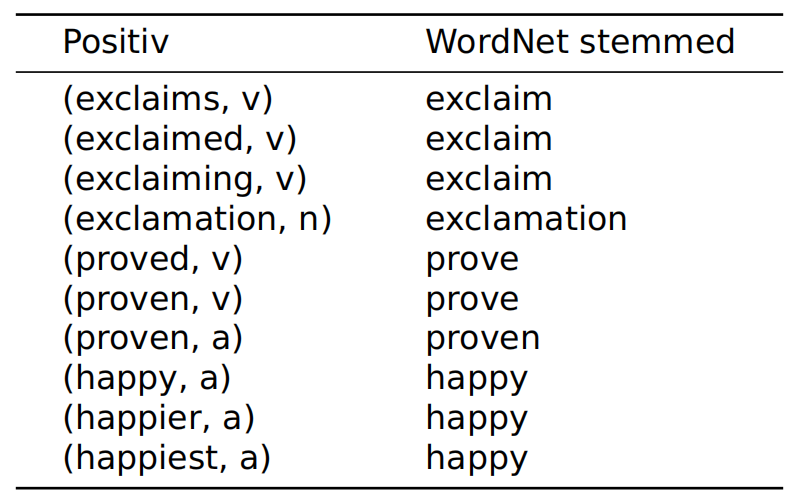 Positiv WordNet stemmed
(exclaims, v) exclaim
(exclaimed, v) exclaim
(exclaiming, v) exclaim
(exclamation, n) exclamation
(proved, v) prove
(proven, v) prove
(proven, a) proven
(happy, a) happy
(happier, a) happy
(happiest, a) happy